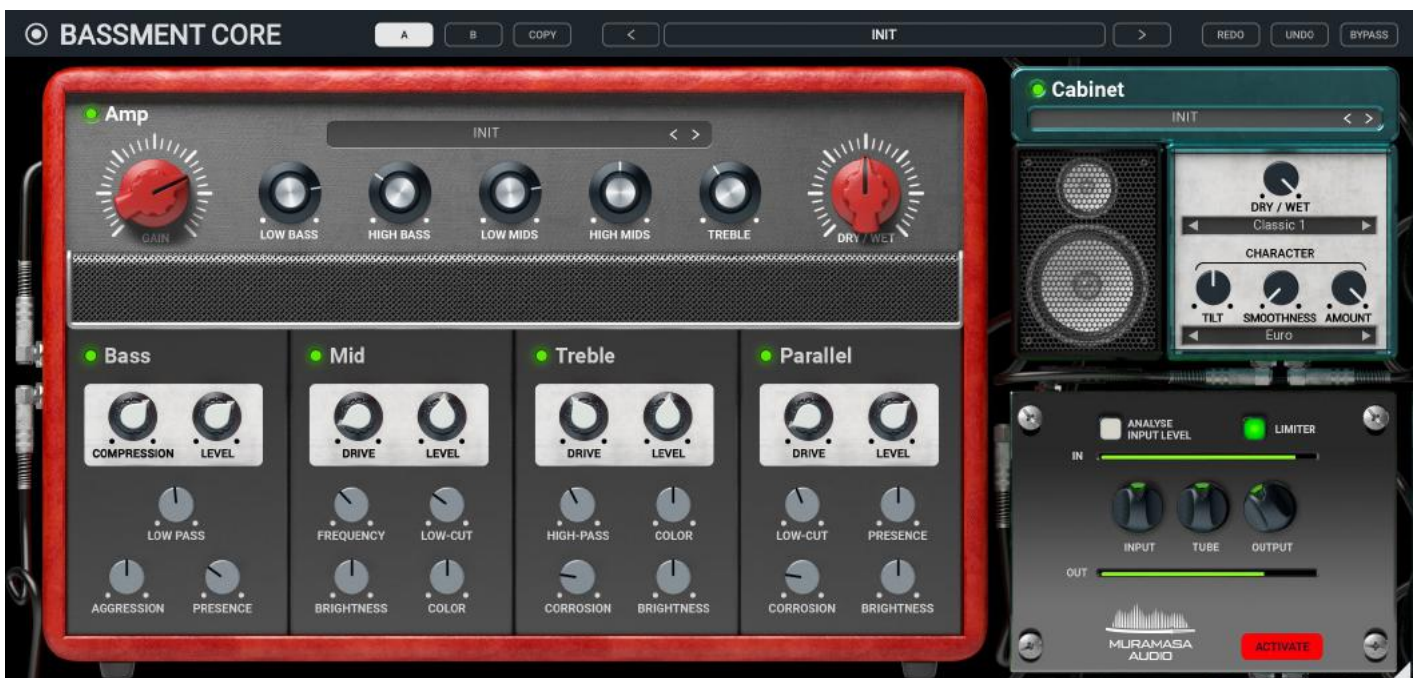 BASSMENT CORE
A B COPY < INIT > REDO UNDO BYPASS
Amp
INIT < >
GAIN LOW BASS HIGH BASS LOW MIDS HIGH MIDS TREBLE DRY / WET
Bass
COMPRESSION LEVEL
LOW PASS
AGGRESSION PRESENCE
Mid
DRIVE LEVEL
FREQUENCY LOW-CUT
BRIGHTNESS COLOR
Treble
DRIVE LEVEL
HIGH-PASS COLOR
CORROSION BRIGHTNESS
Parallel
DRIVE LEVEL
LOW-CUT PRESENCE
CORROSION BRIGHTNESS
Cabinet
INIT < >
DRY / WET
Classic 1
CHARACTER
TILT SMOOTHNESS AMOUNT
Euro
ANALYSE
INPUT LEVEL
LIMITER
IN
INPUT TUBE OUTPUT
OUT
MURAMASA
AUDIO
ACTIVATE